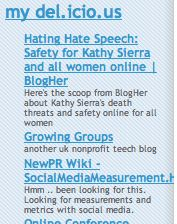 my del.icio.us
Hating Hate Speech:
Safety for Kathy Sierra
and all women online |
BlogHer
Here's the scoop from BlogHer
about Kathy Sierra's death
threats and safety online for all
women
Growing Groups
another uk nonprofit teech blog
NewPR Wiki -
SocialMediaMeasurement.H
Hmm .. been looking for this.
Looking for measurements and
metrics with social media.
Online Conference